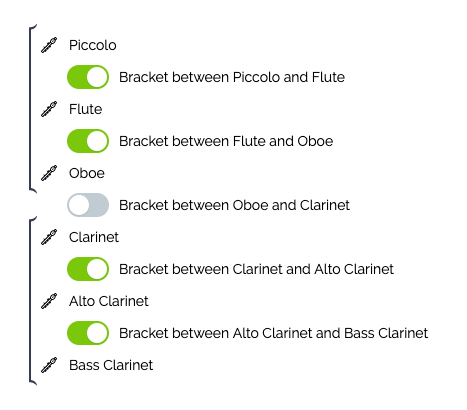 Piccolo
Bracket between Piccolo and Flute
Flute
Bracket between Flute and Oboe
Oboe
Bracket between Oboe and Clarinet
Clarinet
Bracket between Clarinet and Alto Clarinet
Alto Clarinet
Bracket between Alto Clarinet and Bass Clarinet
Bass Clarinet